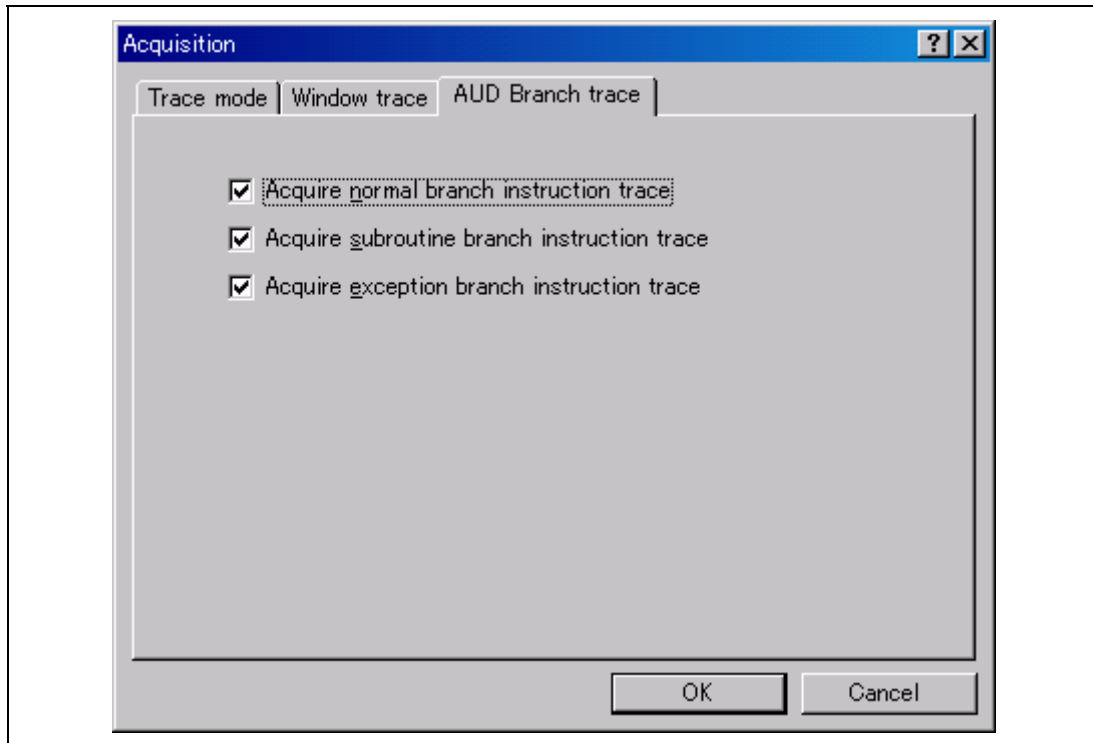 Acquisition
Trace mode Window trace AUD Branch trace
Acquire normal branch instruction trace
Acquire subroutine branch instruction trace
Acquire exception branch instruction trace
OK Cancel